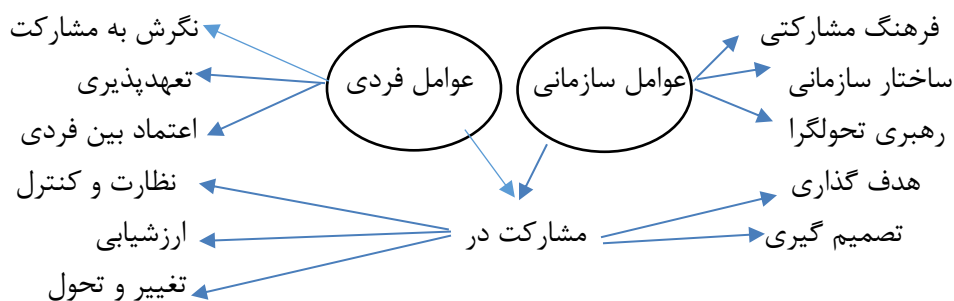 فرهنگ مشارکتی
ساختار سازمانی
رهبری تحولگرا
عوامل سازمانی
عوامل فردی
نگرش به مشارکت
تعهدپذیری
اعتماد بین فردی
هدف گذاری
تصمیم گیری
مشارکت در
نظارت و کنترل
ارزشیابی
تغییر و تحول